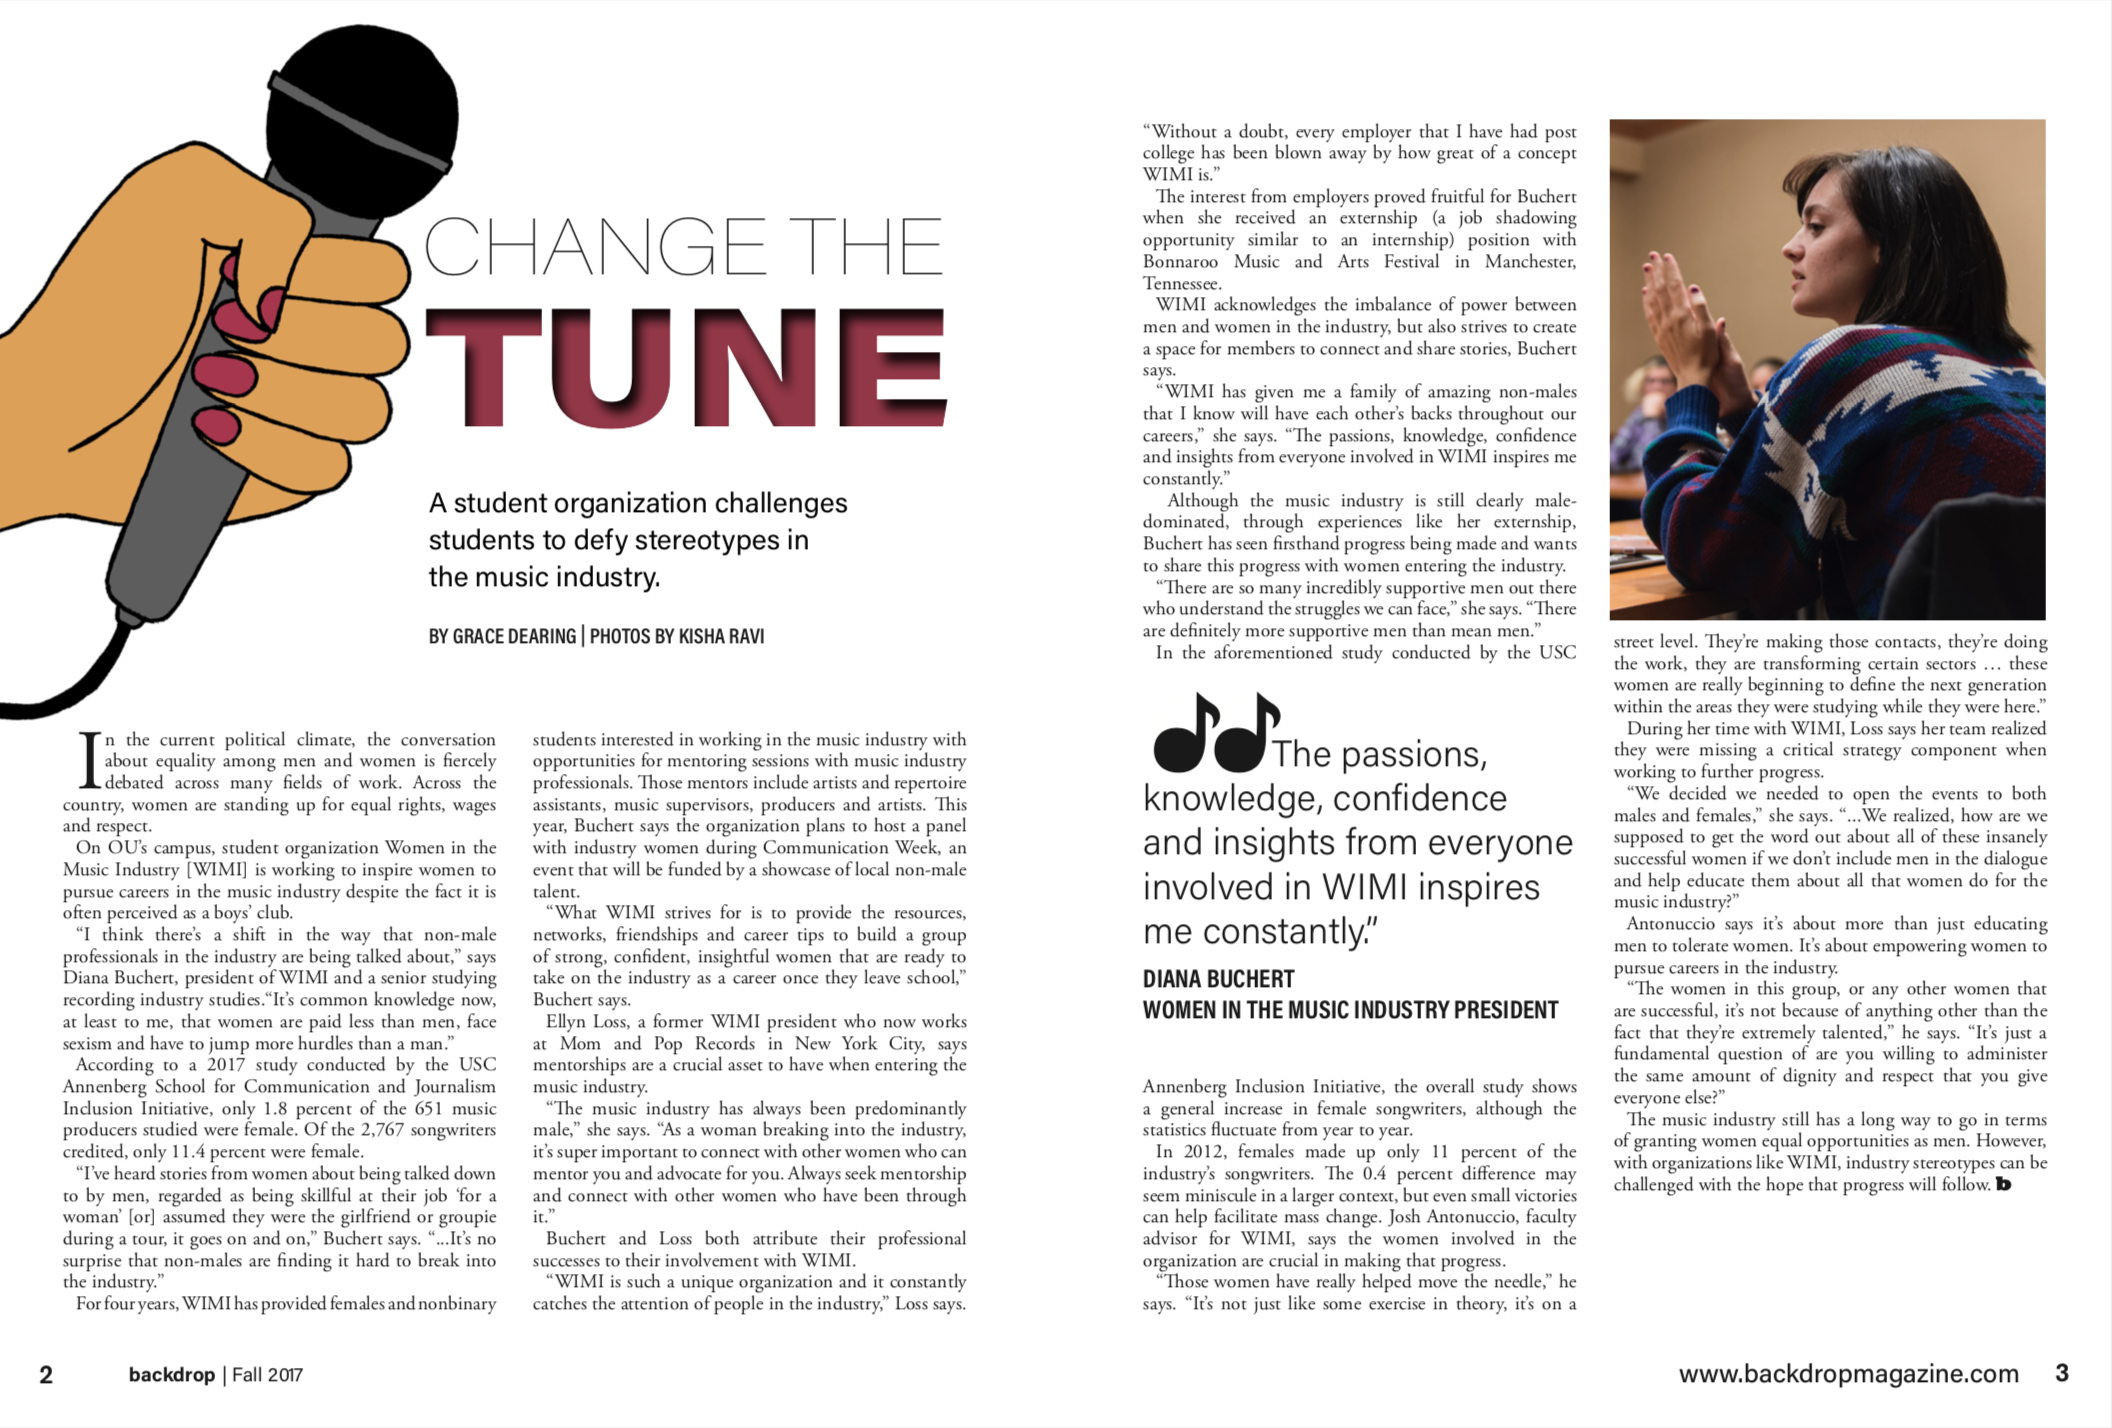 CHANGE THE
TUNE
A student organization challenges
students to defy stereotypes in
the music industry.
BY GRACE DEARING | PHOTOS BY KISHA RAVI
In the current political climate, the conversation
about equality among men and women is fiercely
debated across many fields of work. Across the
country, women are standing up for equal rights, wages
and respect.
On OU's campus, student organization Women in the
Music Industry [WIMI] is working to inspire women to
pursue careers in the music industry despite the fact it is
often perceived as a boys' club.
“I think there's a shift in the way that non-male
professionals in the industry are being talked about,” says
Diana Buchert, president of WIMI and a senior studying
recording industry studies.“It's common knowledge now,
at least to me, that women are paid less than men, face
sexism and have to jump more hurdles than a man.”
According to a 2017 study conducted by the USC
Annenberg School for Communication and Journalism
Inclusion Initiative, only 1.8 percent of the 651 music
producers studied were female. Of the 2,767 songwriters
credited, only 11.4 percent were female.
“I've heard stories from women about being talked down
to by men, regarded as being skillful at their job ‘for a
woman’ [or] assumed they were the girlfriend or groupie
during a tour, it goes on and on,” Buchert says. “...It's no
surprise that non-males are finding it hard to break into
the industry.”
For four years, WIMI has provided females and nonbinary
students interested in working in the music industry with
opportunities for mentoring sessions with music industry
professionals. Those mentors include artists and repertoire
assistants, music supervisors, producers and artists. This
year, Buchert says the organization plans to host a panel
with industry women during Communication Week, an
event that will be funded by a showcase of local non-male
talent.
“What WIMI strives for is to provide the resources,
networks, friendships and career tips to build a group
of strong, confident, insightful women that are ready to
take on the industry as a career once they leave school,”
Buchert says.
Ellyn Loss, a former WIMI president who now works
at Mom and Pop Records in New York City, says
mentorships are a crucial asset to have when entering the
music industry.
“The music industry has always been predominantly
male,” she says. “As a woman breaking into the industry,
it's super important to connect with other women who can
mentor you and advocate for you. Always seek mentorship
and connect with other women who have been through
it.”
Buchert and Loss both attribute their professional
successes to their involvement with WIMI.
“WIMI is such a unique organization and it constantly
catches the attention of people in the industry,” Loss says.
2 backdrop | Fall 2017
“Without a doubt, every employer that I have had post
college has been blown away by how great of a concept
WIMI is.”
The interest from employers proved fruitful for Buchert
when she received an externship (a job shadowing
opportunity similar to an internship) position with
Bonnaroo Music and Arts Festival in Manchester,
Tennessee.
WIMI acknowledges the imbalance of power between
men and women in the industry, but also strives to create
a space for members to connect and share stories, Buchert
says.
“WIMI has given me a family of amazing non-males
that I know will have each other's backs throughout our
careers,” she says. “The passions, knowledge, confidence
and insights from everyone involved in WIMI inspires me
constantly.”
Although the music industry is still clearly male-
dominated, through experiences like her externship,
Buchert has seen firsthand progress being made and wants
to share this progress with women entering the industry.
“There are so many incredibly supportive men out there
who understand the struggles we can face,” she says. “There
are definitely more supportive men than mean men.”
In the aforementioned study conducted by the USC
The passions,
knowledge, confidence
and insights from everyone
involved in WIMI inspires
me constantly.”
DIANA BUCHERT
WOMEN IN THE MUSIC INDUSTRY PRESIDENT
Annenberg Inclusion Initiative, the overall study shows
a general increase in female songwriters, although the
statistics fluctuate from year to year.
In 2012, females made up only 11 percent of the
industry's songwriters. The 0.4 percent difference may
seem miniscule in a larger context, but even small victories
can help facilitate mass change. Josh Antonuccio, faculty
advisor for WIMI, says the women involved in the
organization are crucial in making that progress.
“Those women have really helped move the needle,” he
says. “It's not just like some exercise in theory, it's on a
street level. They're making those contacts, they're doing
the work, they are transforming certain sectors … these
women are really beginning to define the next generation
within the areas they were studying while they were here.”
During her time with WIMI, Loss says her team realized
they were missing a critical strategy component when
working to further progress.
“We decided we needed to open the events to both
males and females,” she says. “...We realized, how are we
supposed to get the word out about all of these insanely
successful women if we don't include men in the dialogue
and help educate them about all that women do for the
music industry?”
Antonuccio says it's about more than just educating
men to tolerate women. It's about empowering women to
pursue careers in the industry.
“The women in this group, or any other women that
are successful, it's not because of anything other than the
fact that they're extremely talented,” he says. “It's just a
fundamental question of are you willing to administer
the same amount of dignity and respect that you give
everyone else?”
The music industry still has a long way to go in terms
of granting women equal opportunities as men. However,
with organizations like WIMI, industry stereotypes can be
challenged with the hope that progress will follow. b
www.backdropmagazine.com 3